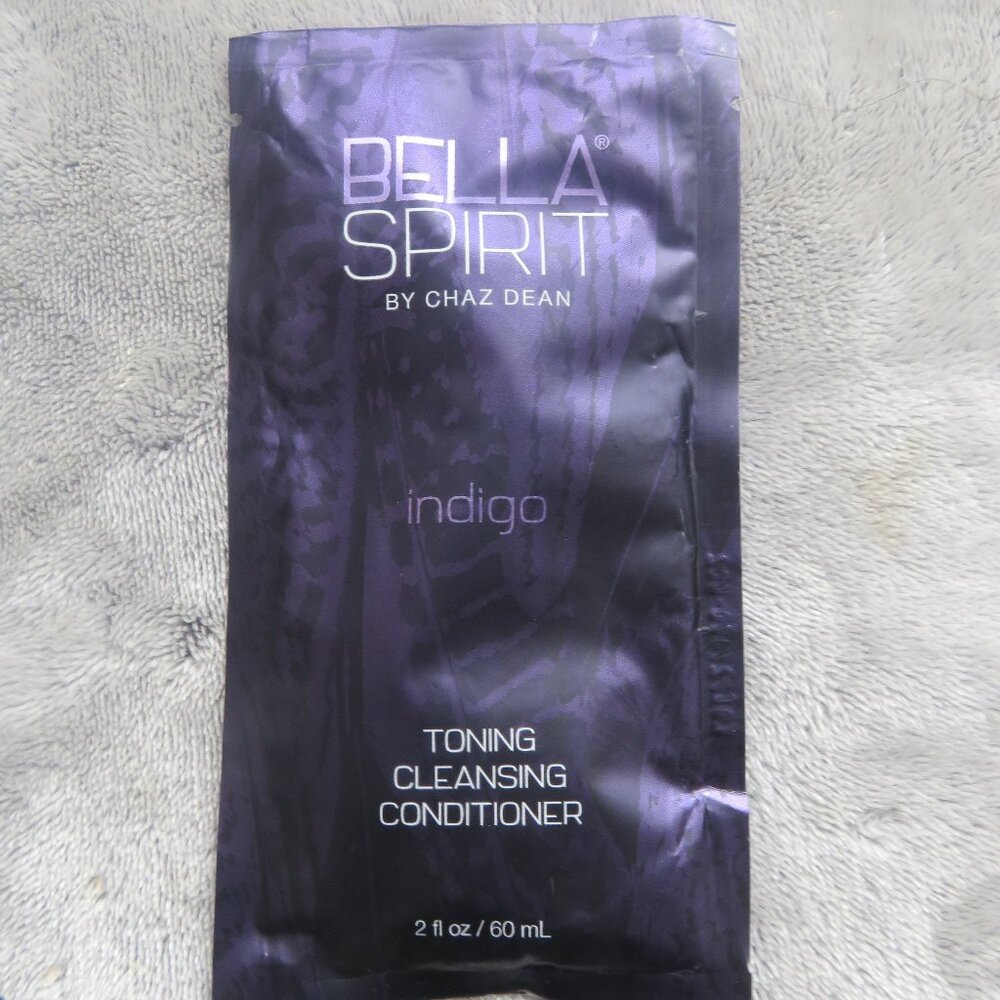 BELLA®
SPIRIT
BY CHAZ DEAN
indigo
TONING
CLEANSING
CONDITIONER
2 fl oz / 60 mL